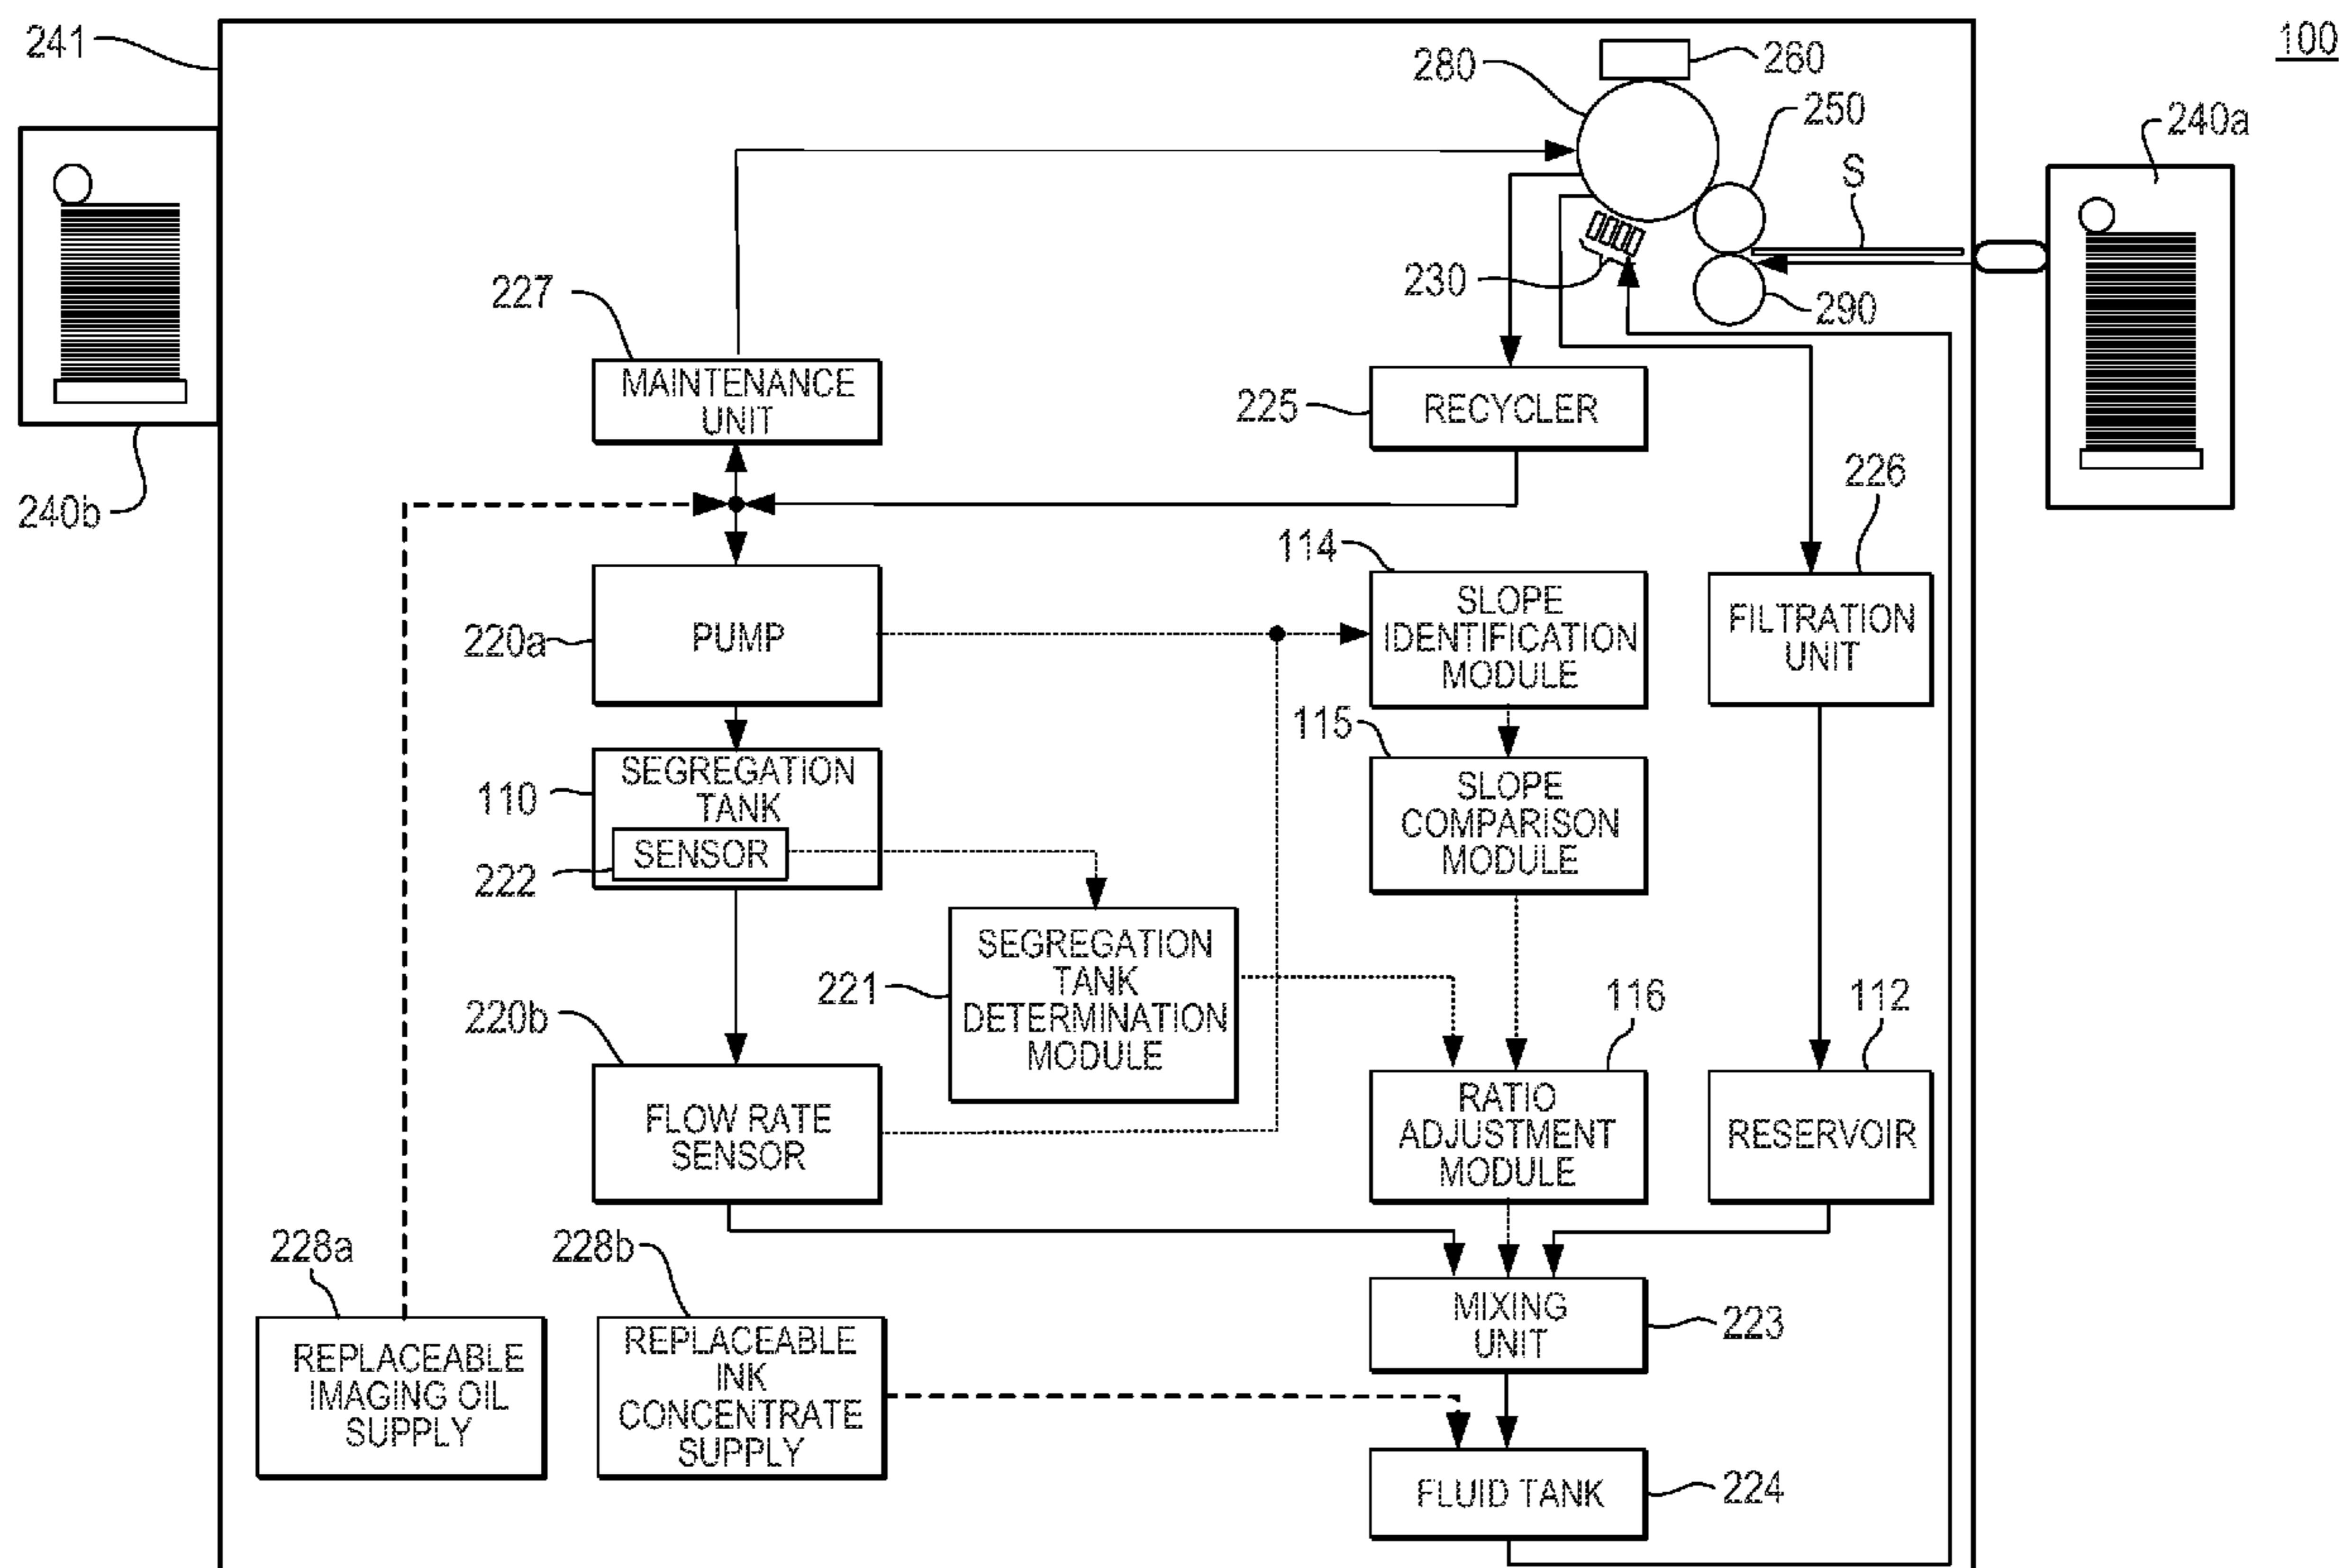 241
100
280
260
250
240a
S
230
290
227
MAINTENANCE
UNIT
225
RECYCLER
240b
226
114
SLOPE
IDENTIFICATION
MODULE
FILTRATION
UNIT
220a
PUMP
115
SLOPE
COMPARISON
MODULE
110
SEGREGATION
TANK
SENSOR
222
221
SEGREGATION
TANK
DETERMINATION
MODULE
116
112
220b
FLOW RATE
SENSOR
RATIO
ADJUSTMENT
MODULE
RESERVOIR
228a
228b
REPLACEABLE
IMAGING OIL
SUPPLY
REPLACEABLE
INK
CONCENTRATE
SUPPLY
MIXING
UNIT
223
FLUID TANK
224